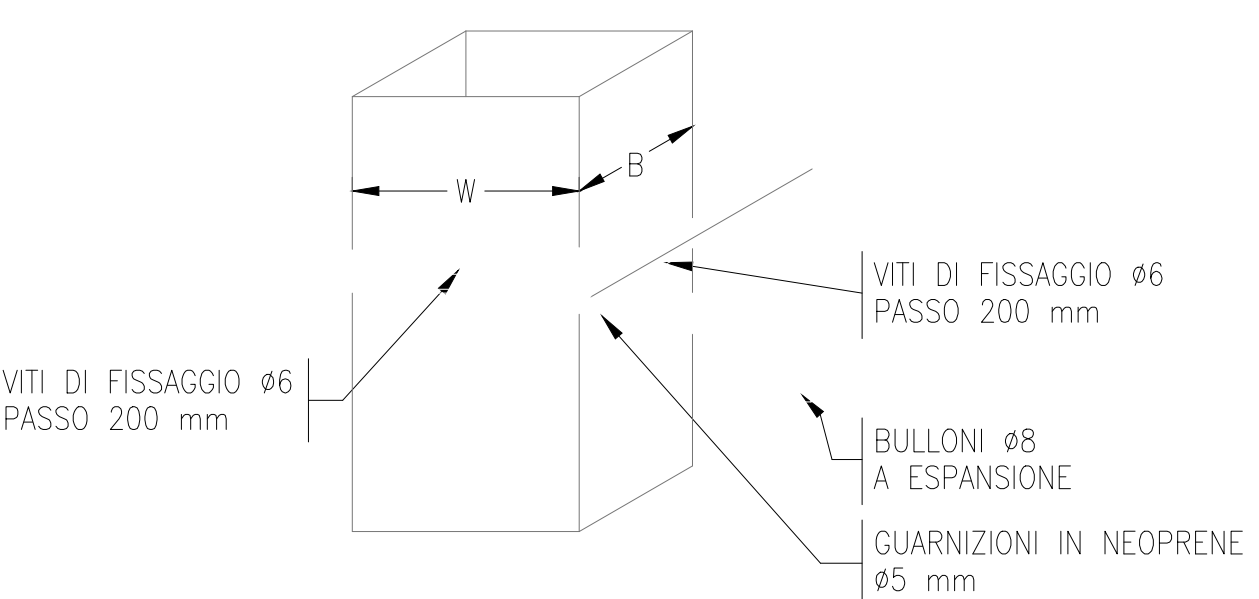 B
W
VITI DI FISSAGGIO ø6
PASSO 200 mm
VITI DI FISSAGGIO ø6
PASSO 200 mm
BULLONI ø8
A ESPANSIONE
GUARNIZIONI IN NEOPRENE
ø5 mm